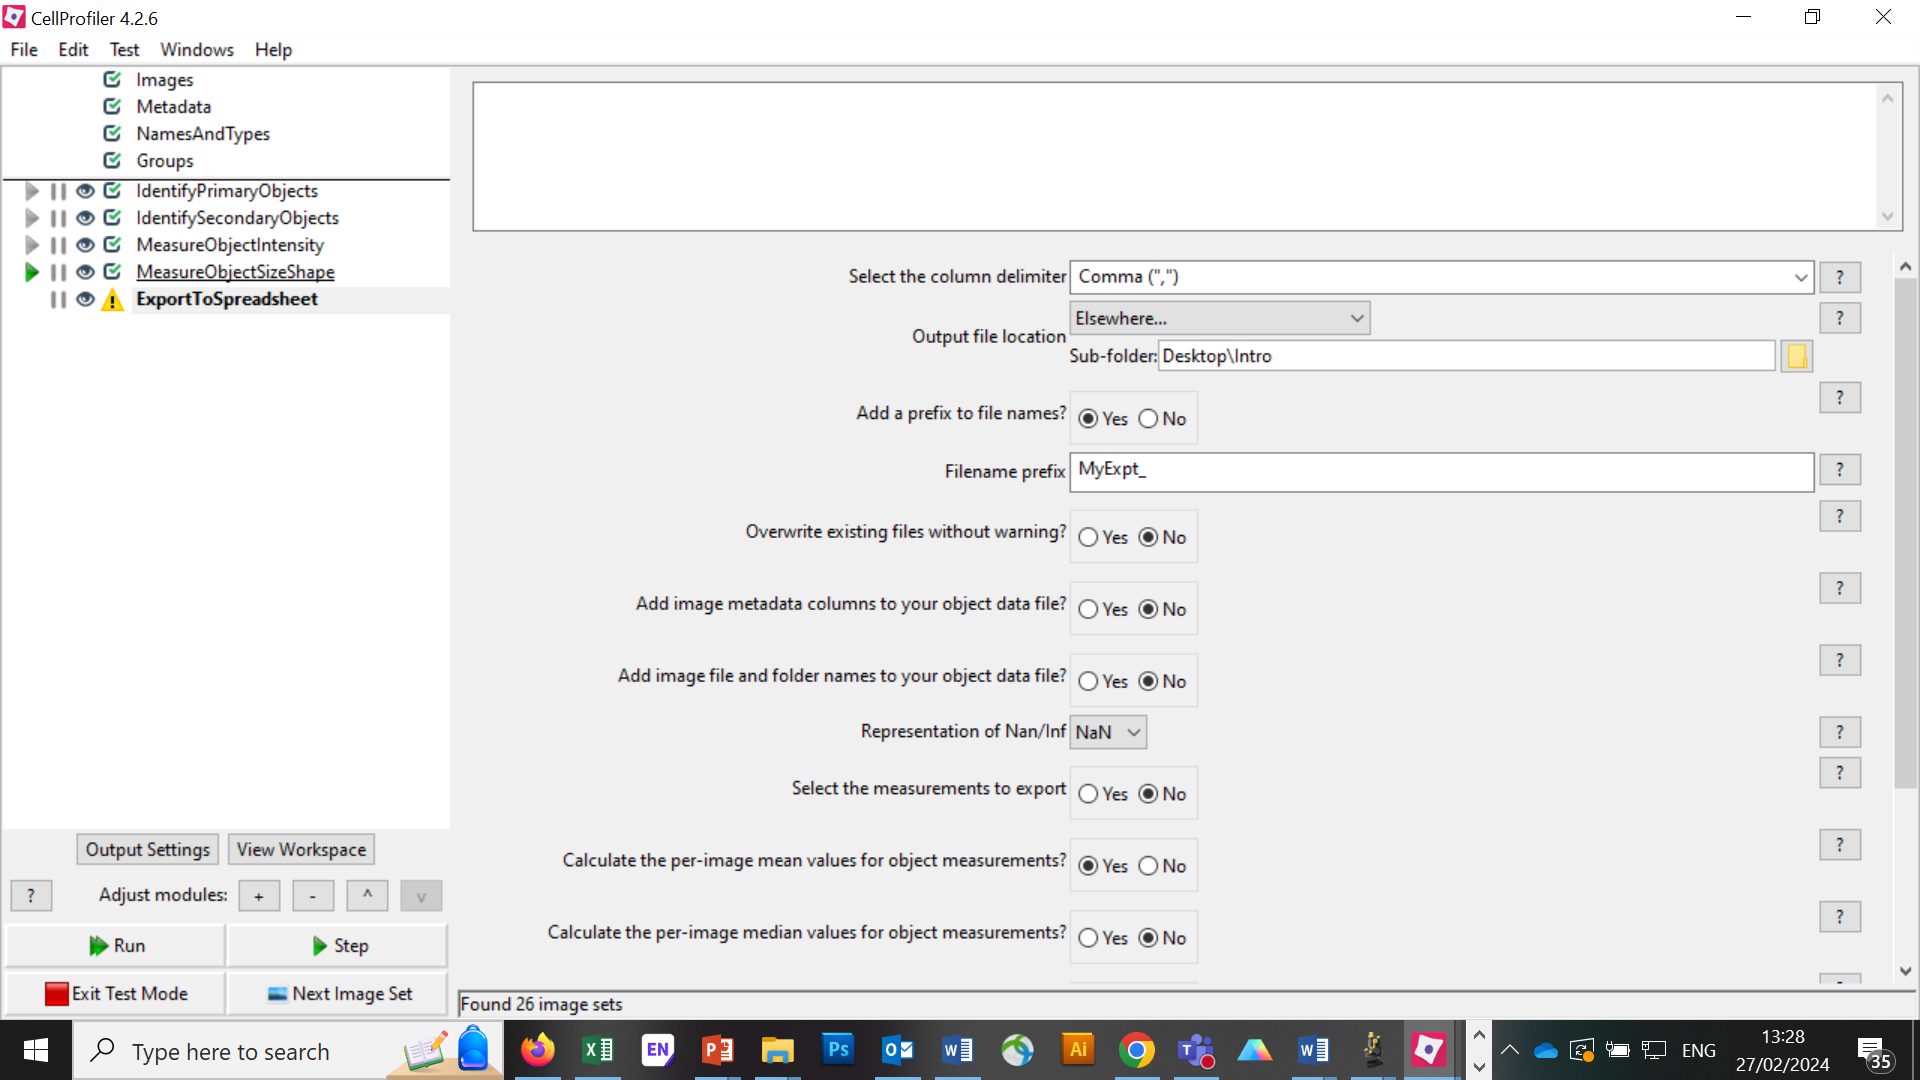 CellProfiler 4.2.6
File Edit Test Windows Help
Images
Metadata
NamesAndTypes
Groups
IdentifyPrimaryObjects
IdentifySecondaryObjects
MeasureObjectIntensity
MeasureObjectSizeShape
ExportToSpreadsheet
Select the column delimiter Comma (",") ?
Output file location Elsewhere... ?
Sub-folder: Desktop\Intro
Add a prefix to file names? Yes No ?
Filename prefix MyExpt_ ?
Overwrite existing files without warning? Yes No ?
Add image metadata columns to your object data file? Yes No ?
Add image file and folder names to your object data file? Yes No ?
Representation of Nan/Inf NaN ?
Select the measurements to export Yes No ?
Calculate the per-image mean values for object measurements? Yes No ?
Calculate the per-image median values for object measurements? Yes No ?
Output Settings View Workspace
? Adjust modules: + - ^ v
Run Step
Exit Test Mode Next Image Set
Found 26 image sets
Type here to search
EN
Ps
Ai
ENG
13:28
27/02/2024
35